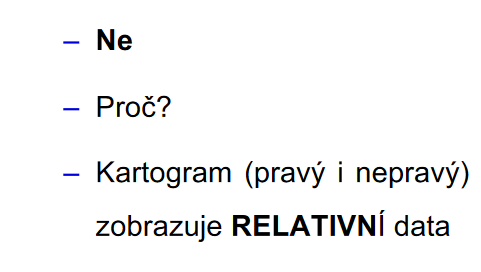 – Ne
– Proč?
– Kartogram (pravý i nepravý)
zobrazuje RELATIVNÍ data